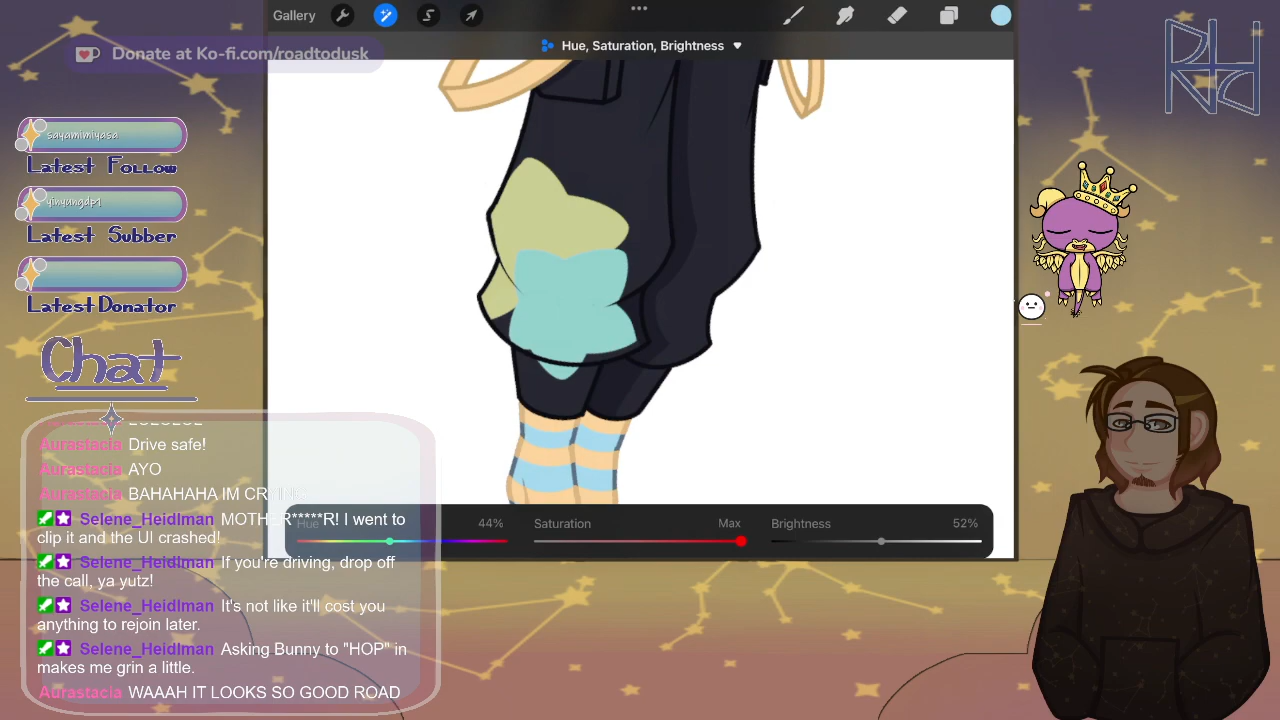 Gallery
Hue, Saturation, Brightness
Donate at Ko-fi.com/roadtodusk
sayamimiyasa
Latest Follow
yinyungdp1
Latest Subber
Latest Donator
Chat
Aurastacia Drive safe!
Aurastacia AYO
Aurastacia BAHAHAHA IM
Selene_Heidlman MOTHER*****R! I went to
clip it and the UI crashed!
Selene_Heidlman If you're driving, drop off
the call, ya yutz!
Selene_Heidlman It's not like it'll cost you
anything to rejoin later.
Selene_Heidlman Asking Bunny to "HOP" in
makes me grin a little.
Aurastacia WAAAH IT LOOKS SO GOOD ROAD
Hue 44% Saturation Max Brightness 52%